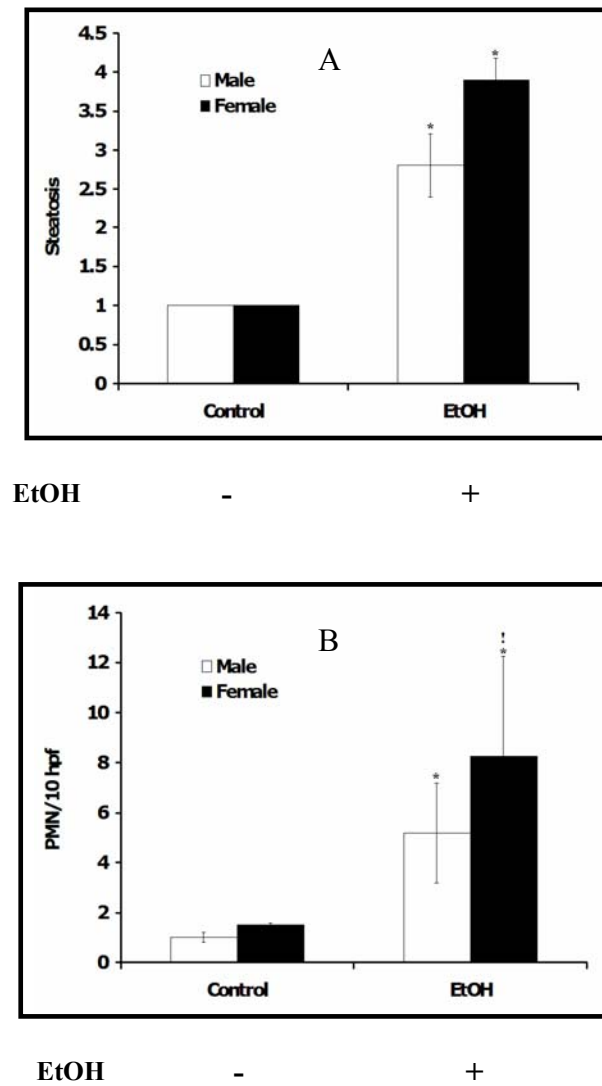 A
4.5
4
3.5
3
2.5
2
1.5
1
0.5
0
Steatosis
Male
Female
*
*
Control EtOH
EtOH - +
B
14
12
10
8
6
4
2
0
PMN/10 hpf
Male
Female
*
!
*
Control EtOH
EtOH - +